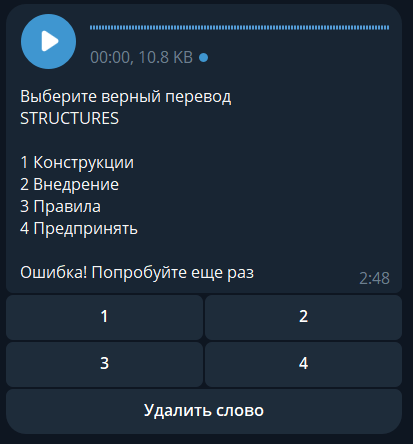 00:00, 10.8 KB
Выберите верный перевод
STRUCTURES
1 Конструкции
2 Внедрение
3 Правила
4 Предпринять
Ошибка! Попробуйте еще раз
2:48
1
2
3
4
Удалить слово